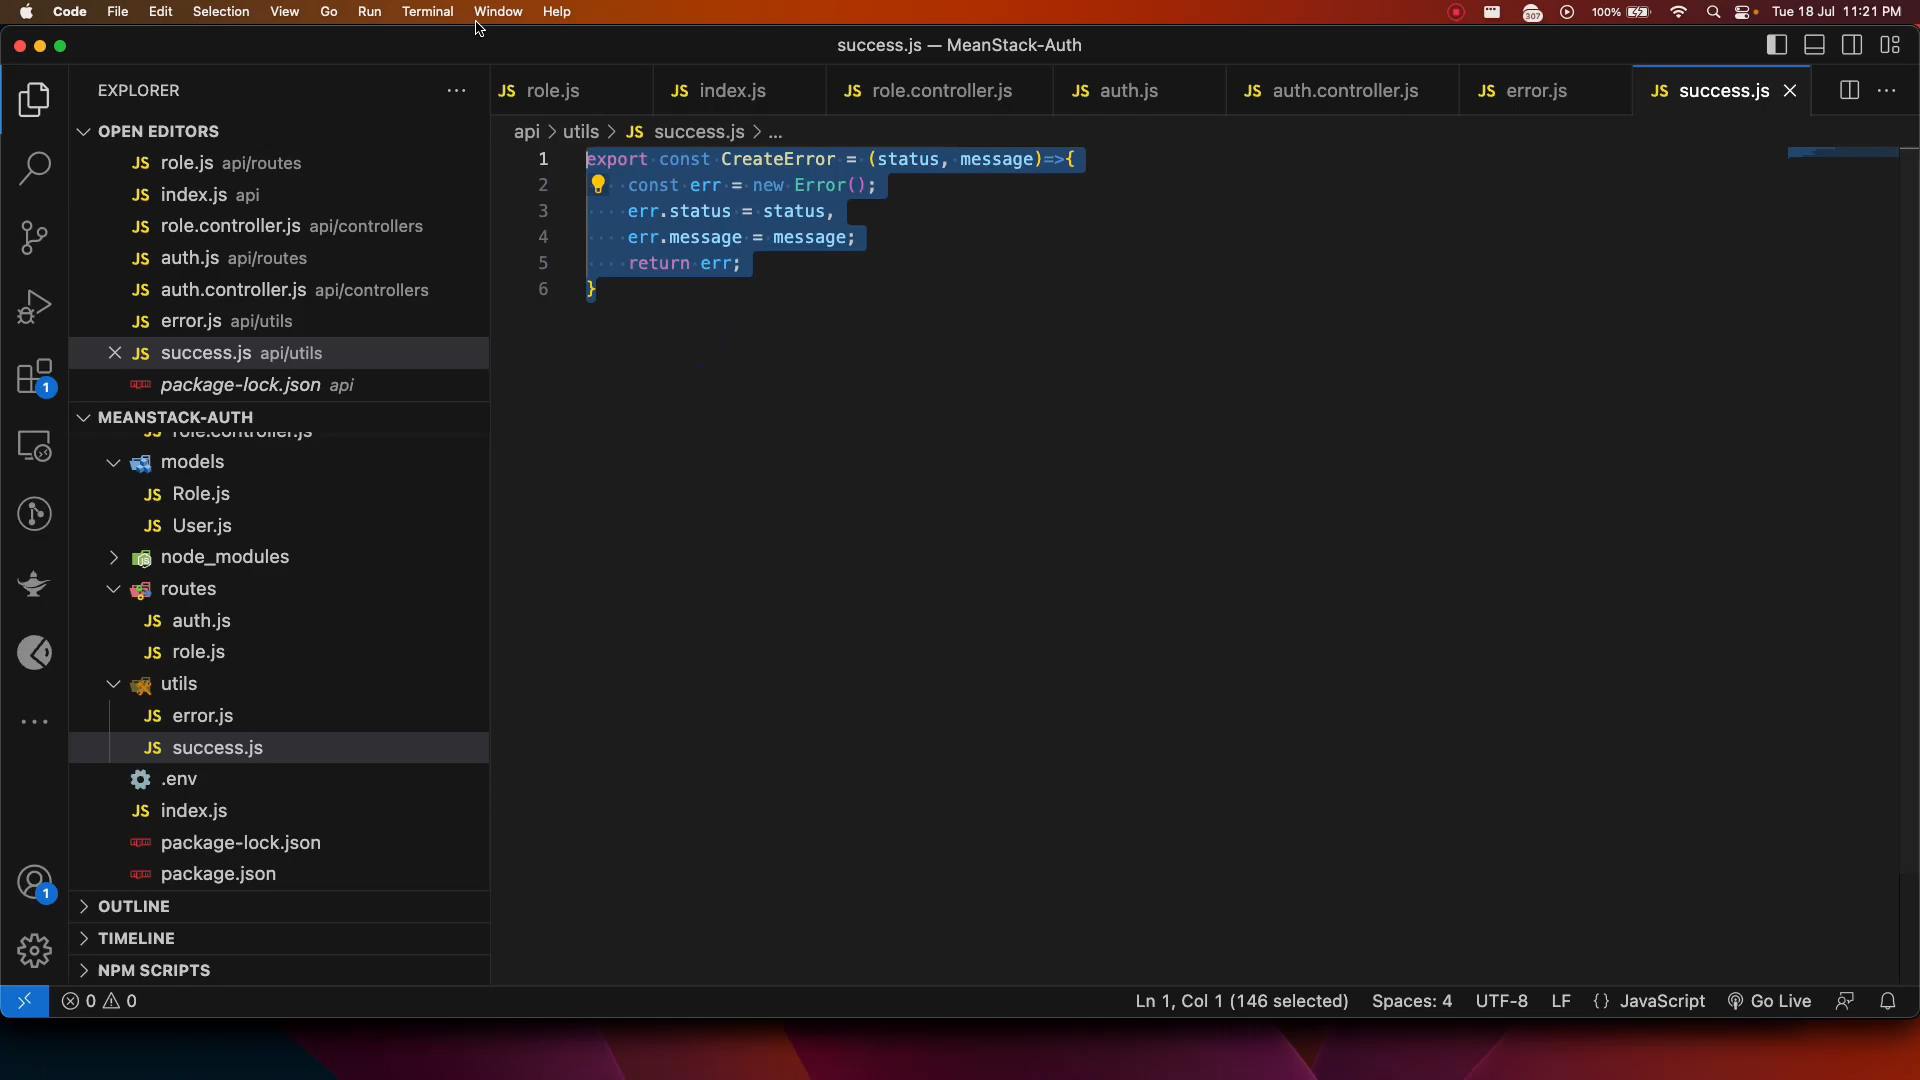 Code File Edit Selection View Go Run Terminal Window Help
307 100% Tue 18 Jul 11:21 PM
success.js — MeanStack-Auth
EXPLORER
JS role.js JS index.js JS role.controller.js JS auth.js JS auth.controller.js JS error.js JS success.js
OPEN EDITORS
api > utils > JS success.js > ...
JS role.js api/routes
JS index.js api
JS role.controller.js api/controllers
JS auth.js api/routes
JS auth.controller.js api/controllers
JS error.js api/utils
JS success.js api/utils
package-lock.json api
1 export const CreateError = (status, message)=>{
2 const err = new Error();
3 err.status = status,
4 err.message = message;
5 return err;
6 }
MEANSTACK-AUTH
JS role.controller.js
models
JS Role.js
JS User.js
node_modules
routes
JS auth.js
JS role.js
utils
JS error.js
JS success.js
.env
JS index.js
package-lock.json
package.json
OUTLINE
TIMELINE
NPM SCRIPTS
1
1
0 0 Ln 1, Col 1 (146 selected) Spaces: 4 UTF-8 LF {} JavaScript Go Live